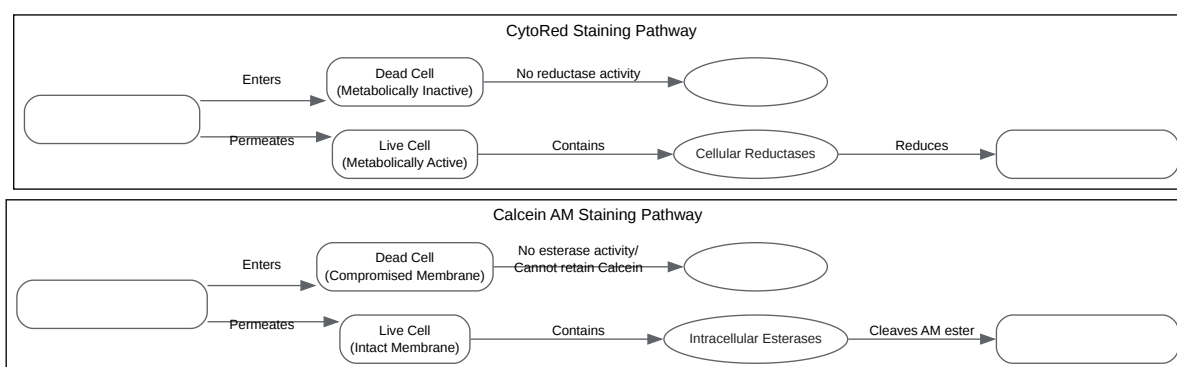 CytoRed Staining Pathway
Enters
Dead Cell
(Metabolically Inactive)
No reductase activity
Permeates
Live Cell
(Metabolically Active)
Contains
Cellular Reductases
Reduces
Calcein AM Staining Pathway
Enters
Dead Cell
(Compromised Membrane)
No esterase activity/
Cannot retain Calcein
Permeates
Live Cell
(Intact Membrane)
Contains
Intracellular Esterases
Cleaves AM ester